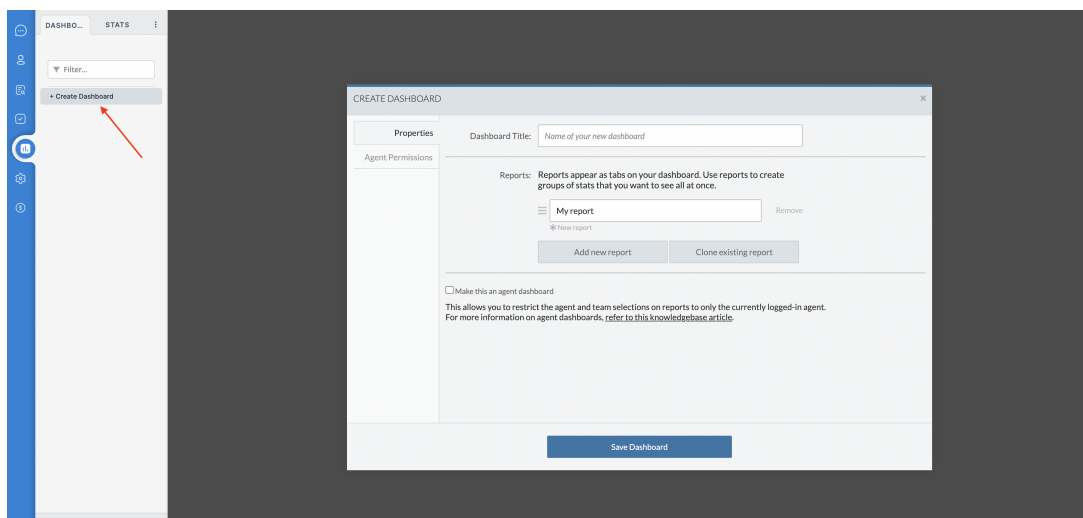 DASHBO... STATS
Filter...
+ Create Dashboard
CREATE DASHBOARD
×
Properties
Agent Permissions
Dashboard Title: Name of your new dashboard
Reports: Reports appear as tabs on your dashboard. Use reports to create
groups of stats that you want to see all at once.
My report
Remove
✱ New report
Add new report
Clone existing report
Make this an agent dashboard
This allows you to restrict the agent and team selections on reports to only the currently logged-in agent.
For more information on agent dashboards, refer to this knowledgebase article.
Save Dashboard